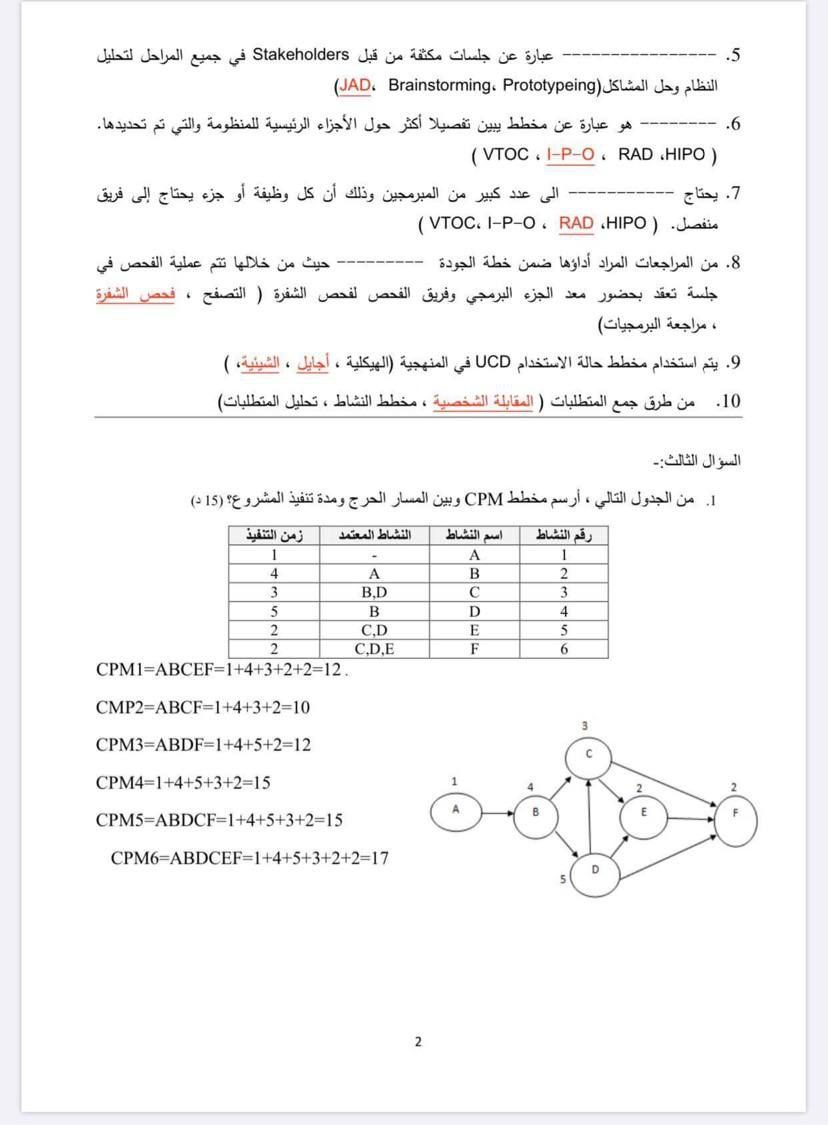 5. ----------------- عبارة عن جلسات مكثفة من قبل Stakeholders في جميع المراحل لتحليل
النظام وحل المشاكل(JAD، Brainstorming، Prototypeing)
6. --------- هو عبارة عن مخطط يبين تفصيلا أكثر حول الأجزاء الرئيسية للمنظومة والتي تم تحديدها.
( VTOC ، I-P-O ، RAD ،HIPO )
7. يحتاج ------------ الى عدد كبير من المبرمجين وذلك أن كل وظيفة أو جزء يحتاج إلى فريق
منفصل. ( VTOC، I-P-O ، RAD ،HIPO )
8. من المراجعات المراد أداؤها ضمن خطة الجودة ---------- حيث من خلالها تتم عملية الفحص في
جلسة تعقد بحضور معد الجزء البرمجي وفريق الفحص لفحص الشفرة ( التصفح ، فحص الشفرة
، مراجعة البرمجيات)
9. يتم استخدام مخطط حالة الاستخدام UCD في المنهجية (الهيكلية ، أجايل ، الشيئية، )
10. من طرق جمع المتطلبات ( المقابلة الشخصية ، مخطط النشاط ، تحليل المتطلبات)
السؤال الثالث:-
1. من الجدول التالي ، أرسم مخطط CPM وبين المسار الحرج ومدة تنفيذ المشروع؟ (15 د)
رقم النشاط اسم النشاط النشاط المعتمد زمن التنفيذ
1 A - 1
2 B A 4
3 C B,D 3
4 D B 5
5 E C,D 2
6 F C,D,E 2
CPM1=ABCEF=1+4+3+2+2=12 .
CMP2=ABCF=1+4+3+2=10
CPM3=ABDF=1+4+5+2=12
CPM4=1+4+5+3+2=15
CPM5=ABDCF=1+4+5+3+2=15
CPM6=ABDCEF=1+4+5+3+2+2=17
3
C
1
A
4
B
2
E
2
F
D
5
2